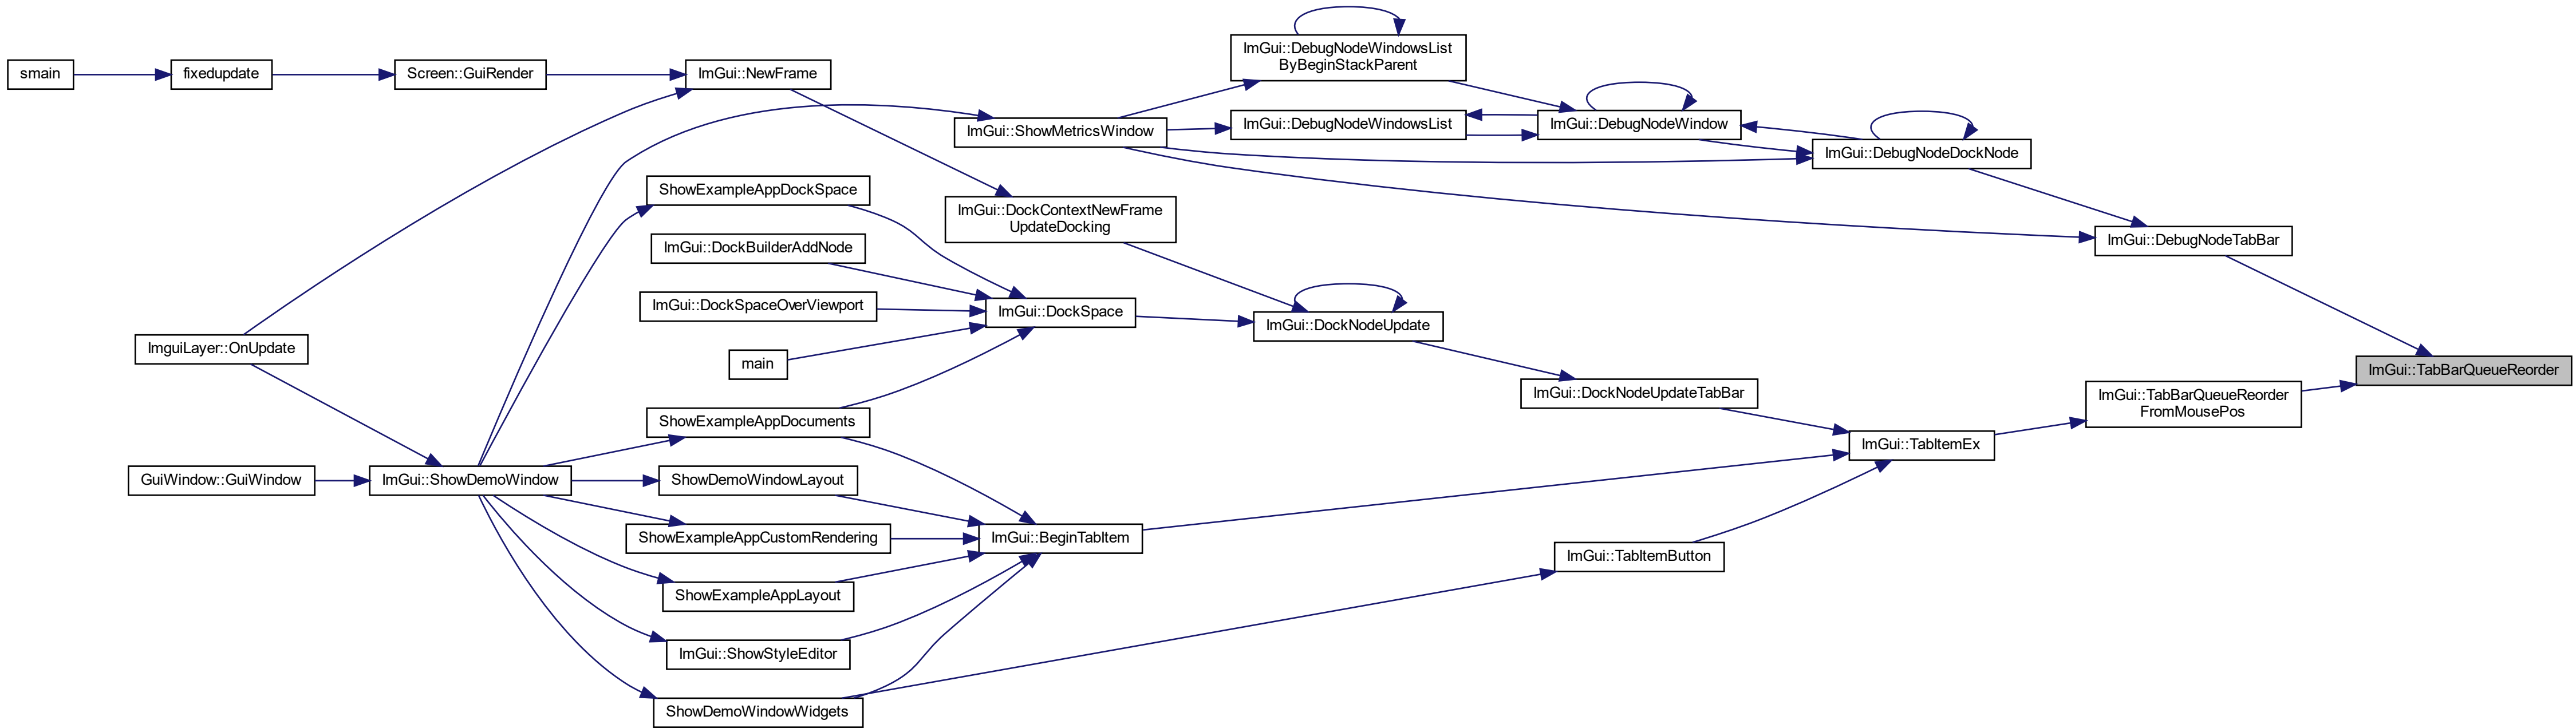 smain
fixedupdate
Screen::GuiRender
ImGui::NewFrame
ImGui::DebugNodeWindowsList
ByBeginStackParent
ImGui::ShowMetricsWindow
ImGui::DebugNodeWindowsList
ImGui::DebugNodeWindow
ImGui::DebugNodeDockNode
ShowExampleAppDockSpace
ImGui::DockContextNewFrame
UpdateDocking
ImGui::DebugNodeTabBar
ImGui::DockBuilderAddNode
ImGui::DockSpaceOverViewport
ImGui::DockSpace
ImGui::DockNodeUpdate
ImguiLayer::OnUpdate
main
ImGui::TabBarQueueReorder
ImGui::DockNodeUpdateTabBar
ImGui::TabBarQueueReorder
FromMousePos
ShowExampleAppDocuments
ImGui::TabItemEx
GuiWindow::GuiWindow
ImGui::ShowDemoWindow
ShowDemoWindowLayout
ShowExampleAppCustomRendering
ImGui::BeginTabItem
ImGui::TabItemButton
ShowExampleAppLayout
ImGui::ShowStyleEditor
ShowDemoWindowWidgets